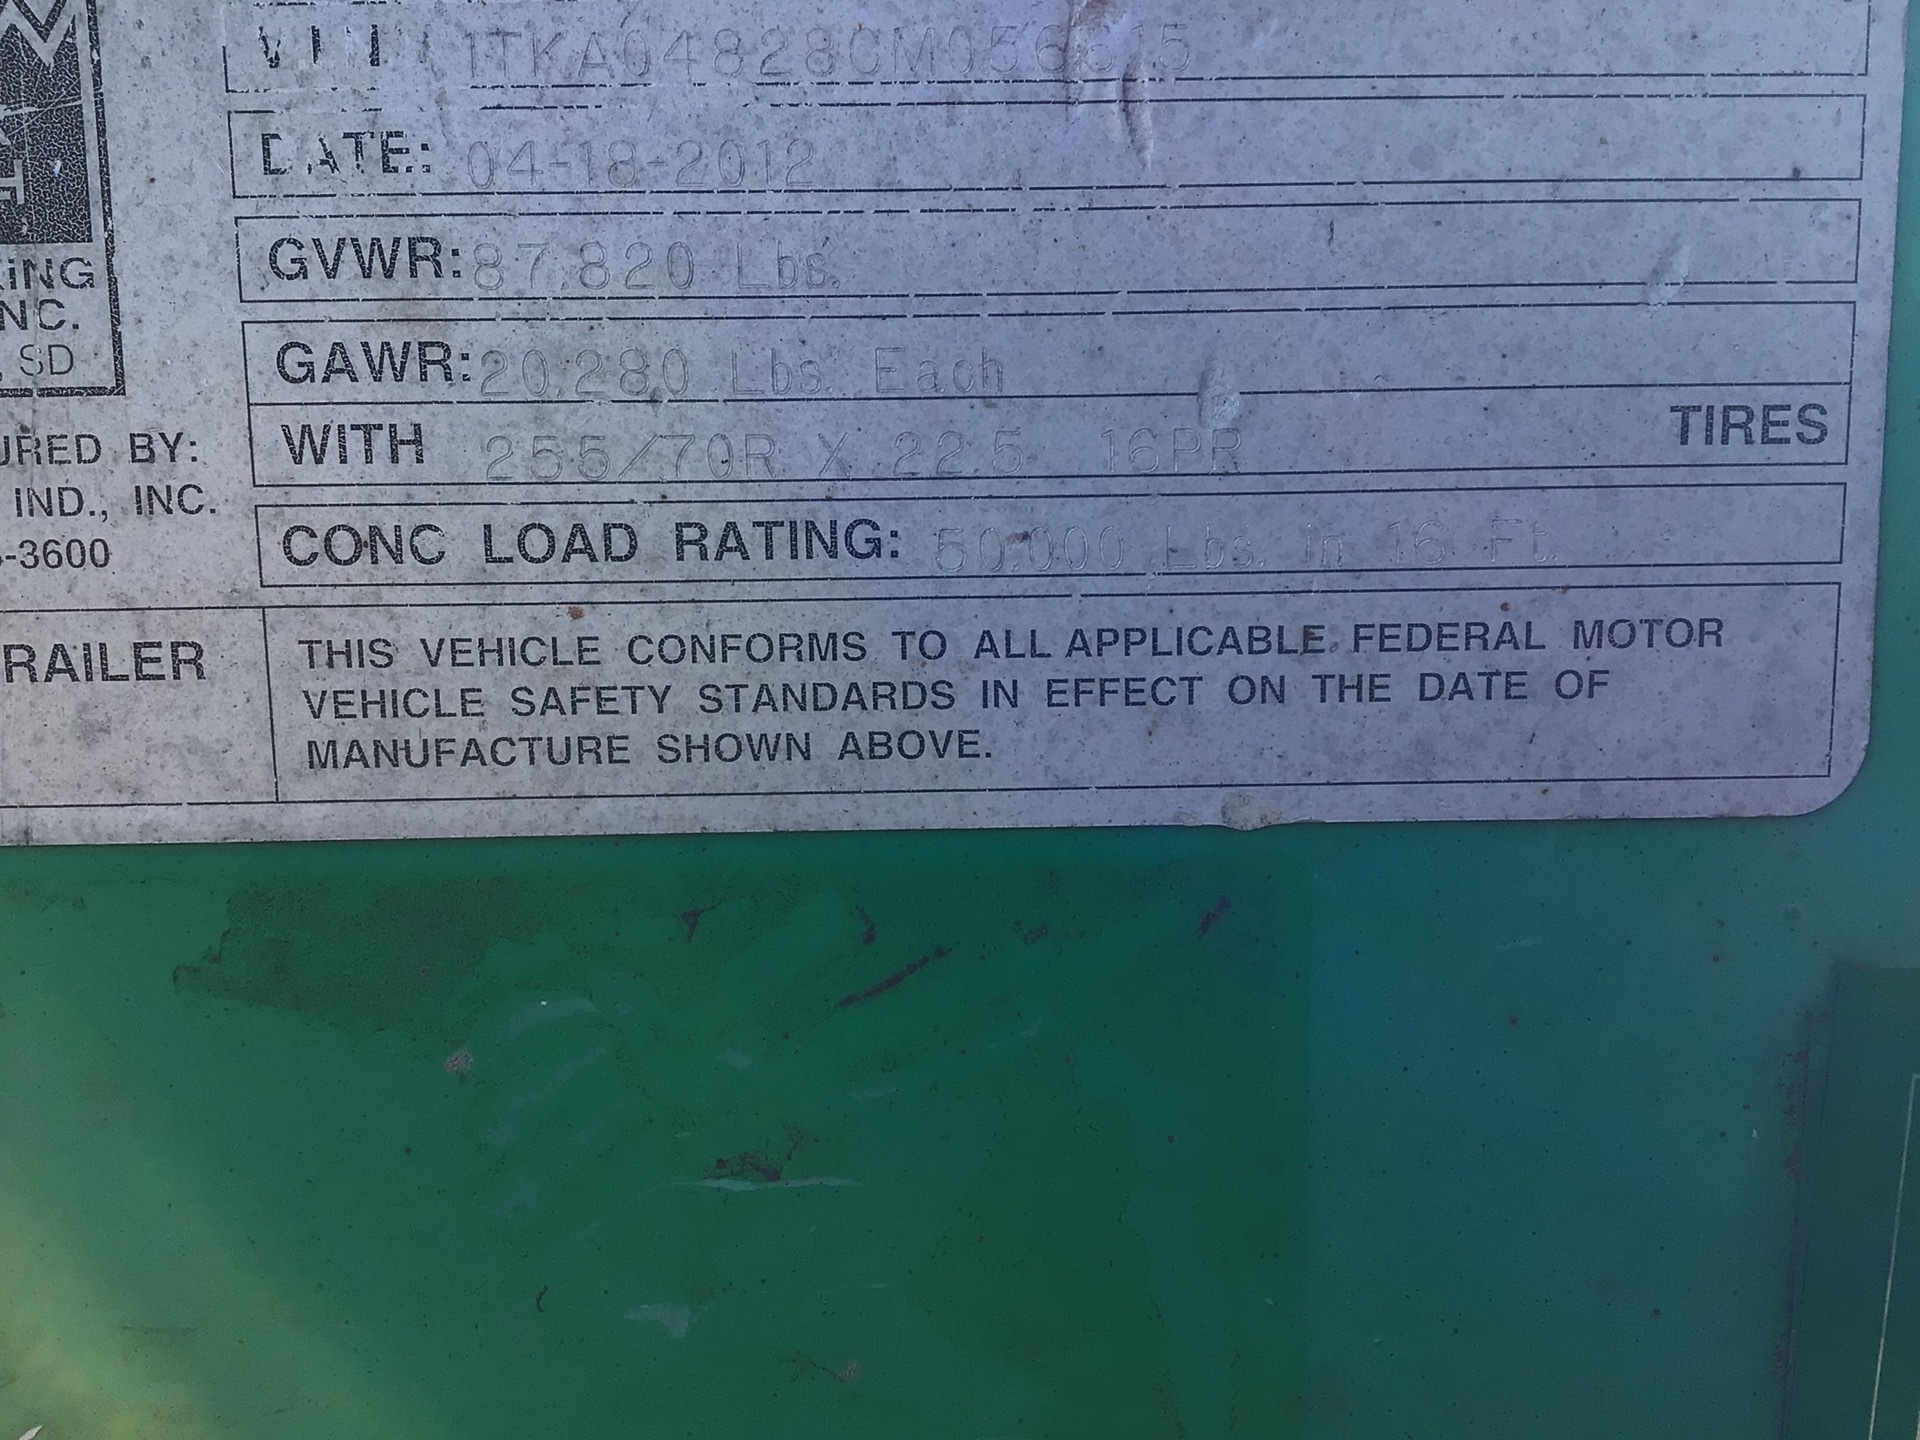 VIN 1TKA04828CM056615
DATE: 04-18-2012
GVWR: 87.820 Lbs.
GAWR: 20.280 Lbs. Each
WITH 255/70R X 22.5 16PR TIRES
CONC LOAD RATING: 50.000 Lbs. in 16 Ft.
THIS VEHICLE CONFORMS TO ALL APPLICABLE FEDERAL MOTOR
VEHICLE SAFETY STANDARDS IN EFFECT ON THE DATE OF
MANUFACTURE SHOWN ABOVE.
KING
INC.
, SD
URED BY:
IND., INC.
-3600
RAILER